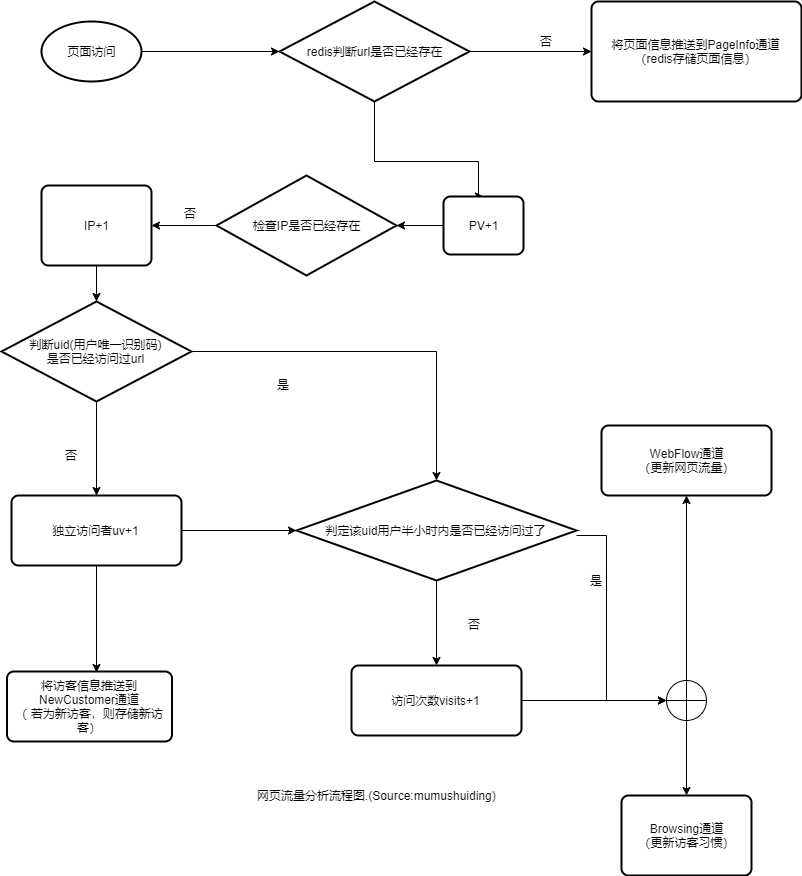 页面访问
redis判断url是否已经存在
否
将页面信息推送到PageInfo通道
（redis存储页面信息）
IP+1
否
检查IP是否已经存在
PV+1
判断uid(用户唯一识别码)
是否已经访问过url
是
否
WebFlow通道
(更新网页流量)
独立访问者uv+1
判定该uid用户半小时内是否已经访问过了
是
否
将访客信息推送到
NewCustomer通道
（ 若为新访客，则存储新访
客）
访问次数visits+1
网页流量分析流程图.(Source:mumushuiding)
Browsing通道
(更新访客习惯)